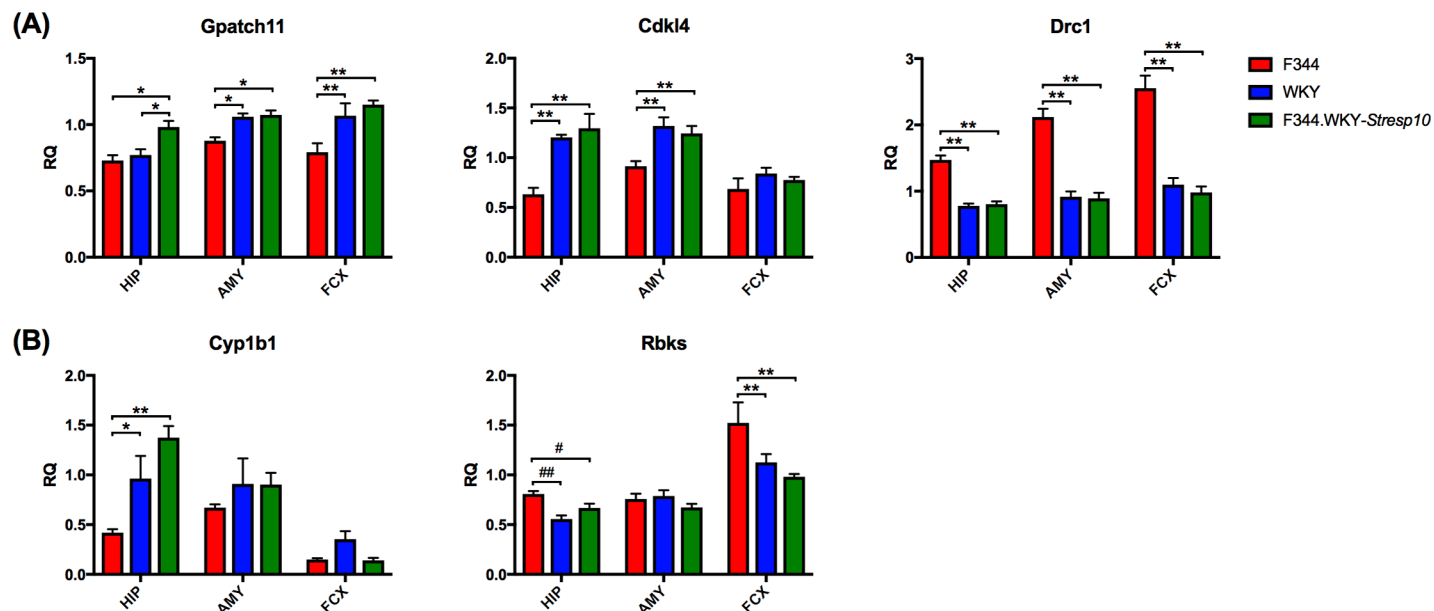 (A)
Gpatch11
RQ
1.5
1.0
0.5
0.0
* * * * ** **
HIP AMY FCX
Cdkl4
RQ
2.0
1.5
1.0
0.5
0.0
** ** ** **
HIP AMY FCX
Drc1
RQ
3
2
1
0
** ** ** ** ** **
HIP AMY FCX
F344
WKY
F344.WKY-Stresp10
(B)
Cyp1b1
RQ
2.0
1.5
1.0
0.5
0.0
** *
HIP AMY FCX
Rbks
RQ
2.0
1.5
1.0
0.5
0.0
# ## ** **
HIP AMY FCX